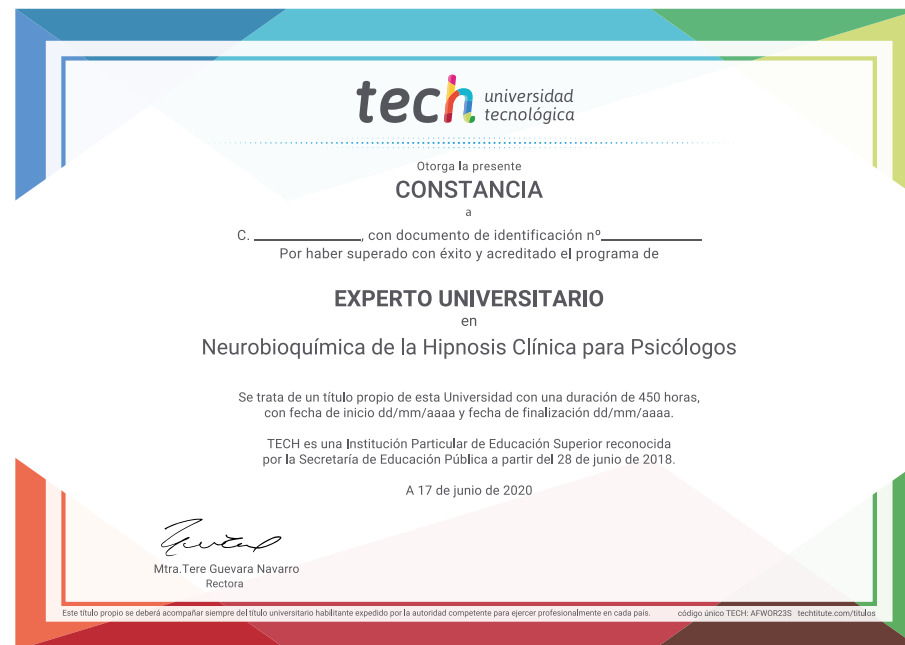 tech universidad
tecnológica
Otorga la presente
CONSTANCIA
a
C. ____________, con documento de identificación nº____________
Por haber superado con éxito y acreditado el programa de
EXPERTO UNIVERSITARIO
en
Neurobioquímica de la Hipnosis Clínica para Psicólogos
Se trata de un título propio de esta Universidad con una duración de 450 horas,
con fecha de inicio dd/mm/aaaa y fecha de finalización dd/mm/aaaa.
TECH es una Institución Particular de Educación Superior reconocida
por la Secretaría de Educación Pública a partir del 28 de junio de 2018.
A 17 de junio de 2020
Mtra.Tere Guevara Navarro
Rectora
Este título propio se deberá acompañar siempre del título universitario habilitante expedido por la autoridad competente para ejercer profesionalmente en cada país. código único TECH: AFWOR23S techtitute.com/titulos